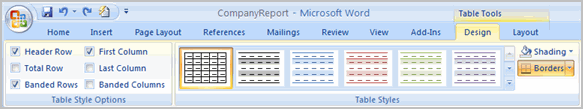 CompanyReport - Microsoft Word
Table Tools
Home Insert Page Layout References Mailings Review View Add-Ins Design Layout
Header Row First Column
Total Row Last Column
Banded Rows Banded Columns
Table Style Options
Table Styles
Shading
Borders